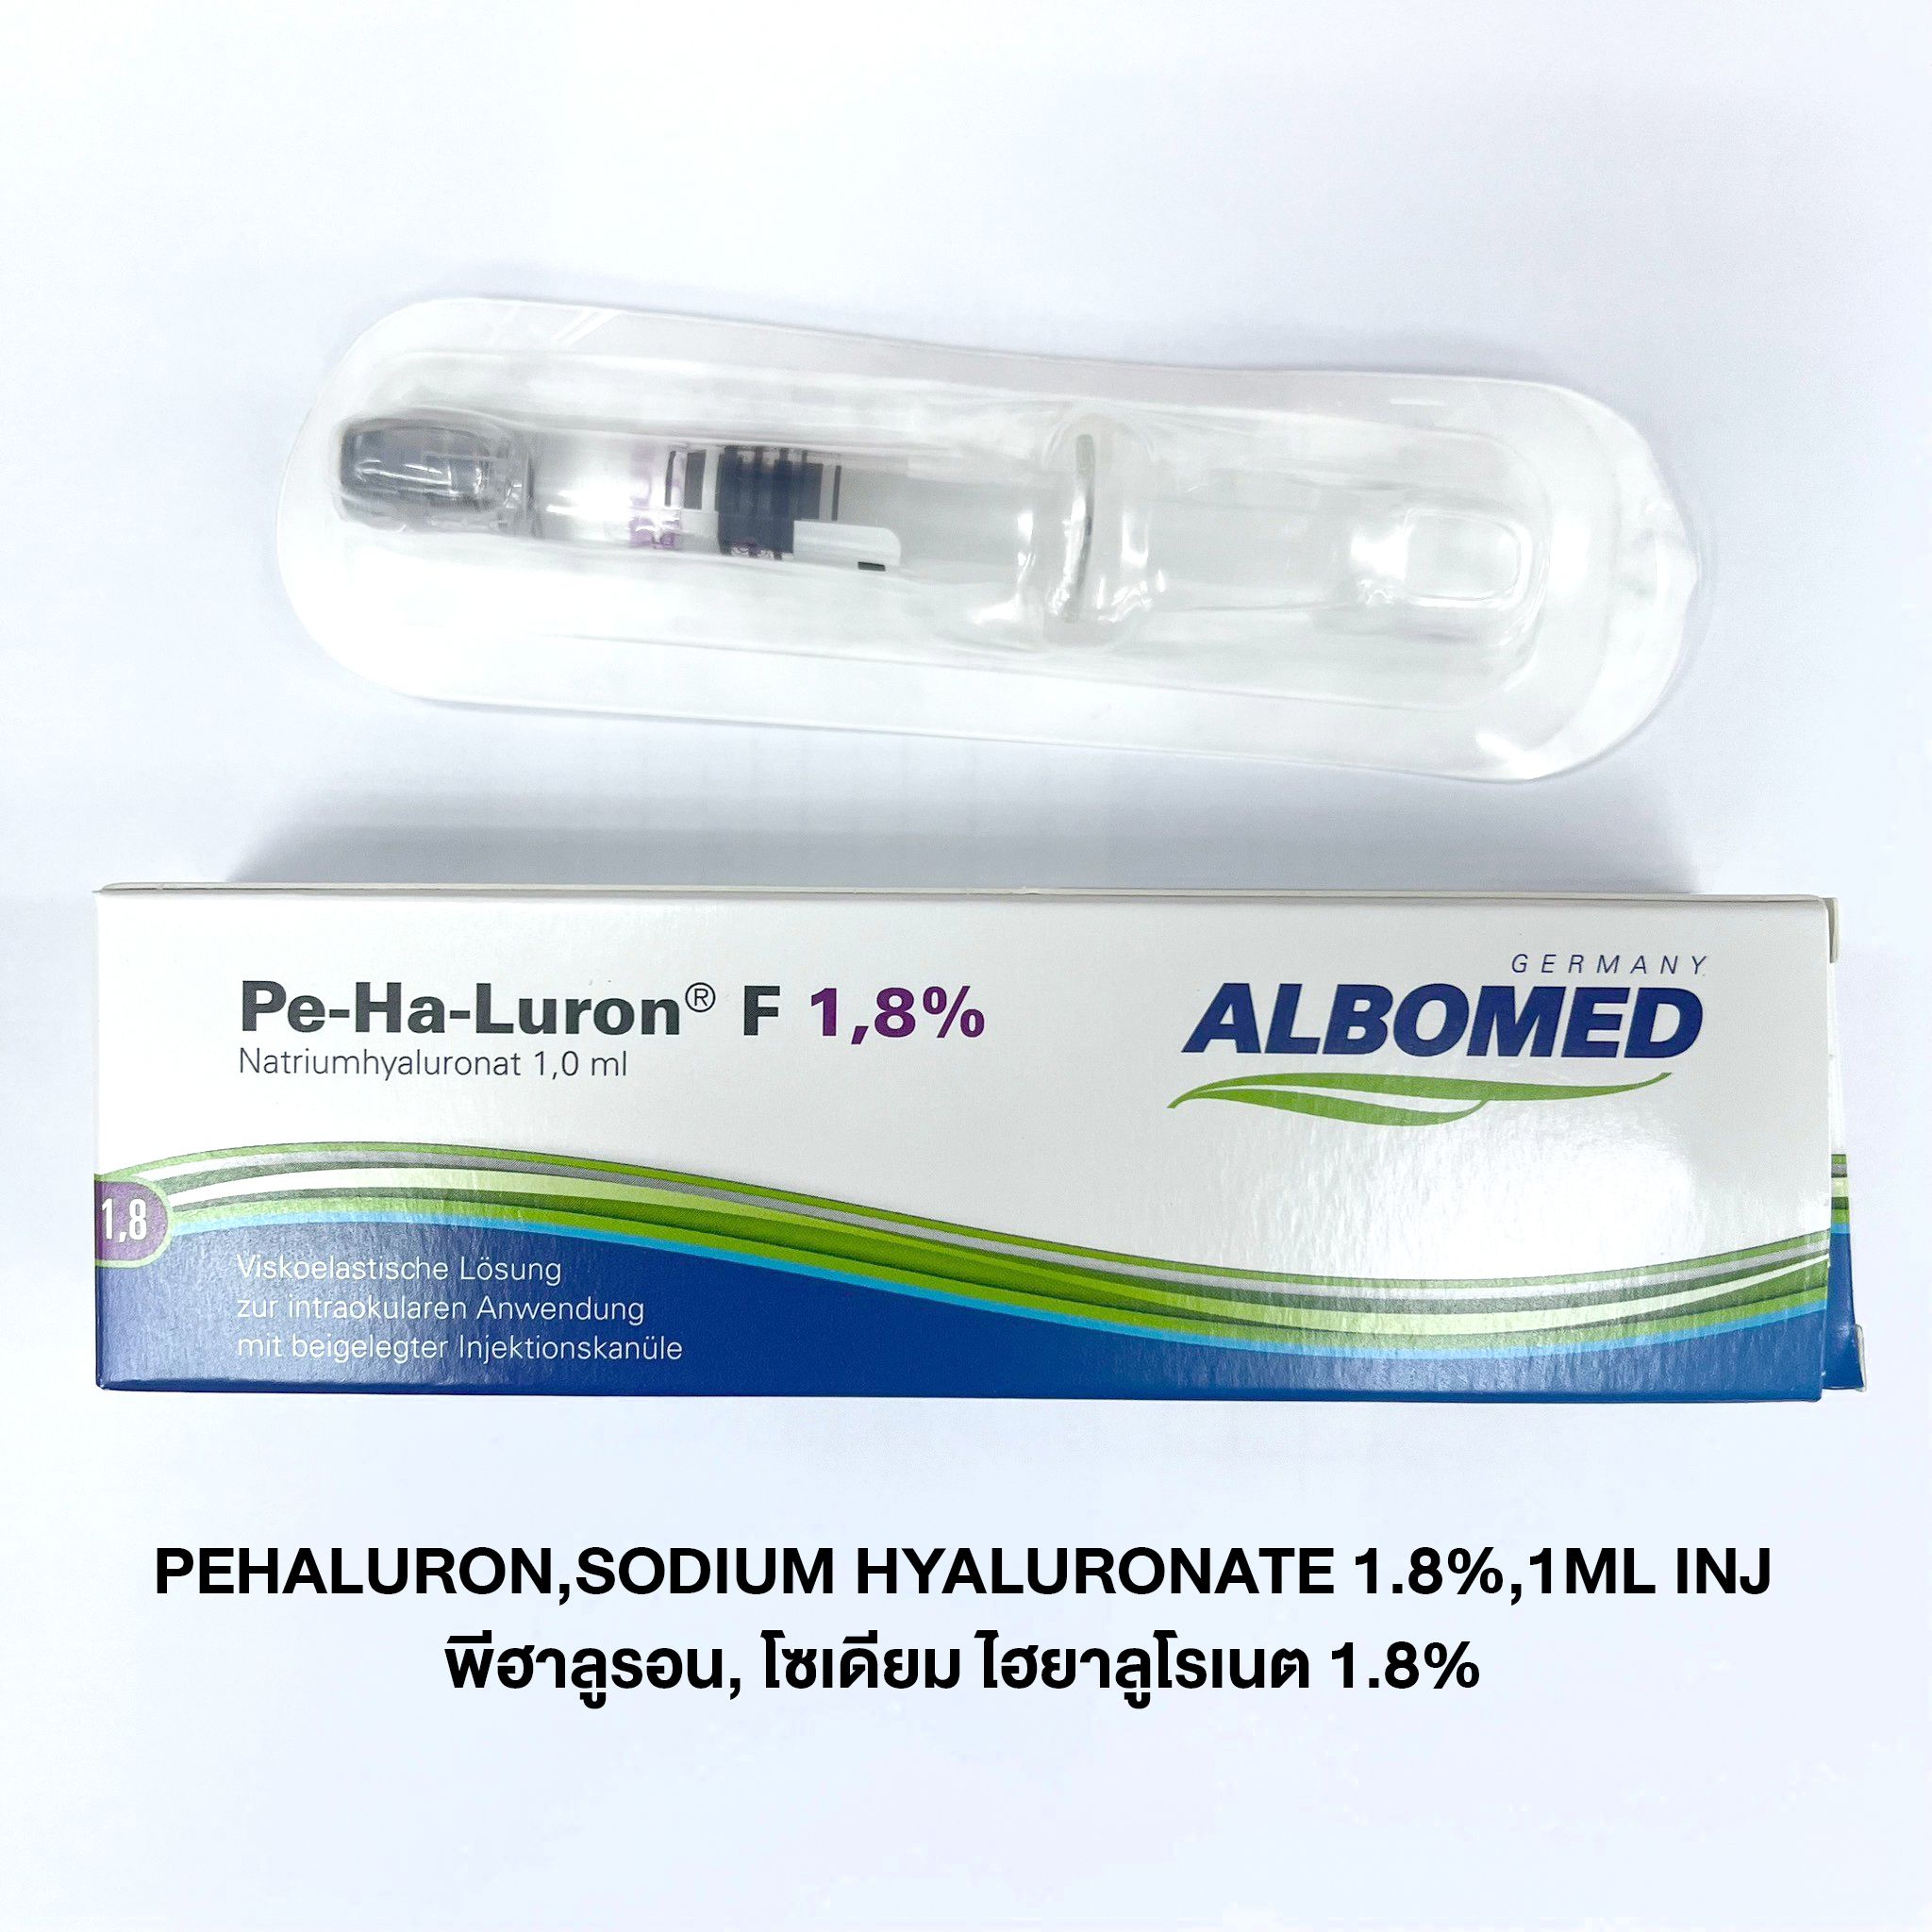 Pe-Ha-Luron® F 1,8%
Natriumhyaluronat 1,0 ml
GERMANY
ALBOMED
1,8
Viskoelastische Lösung
zur intraokularen Anwendung
mit beigelegter Injektionskanüle
PEHALURON,SODIUM HYALURONATE 1.8%,1ML INJ
พีฮาลูรอน, โซเดียม ไฮยาลูโรเนต 1.8%